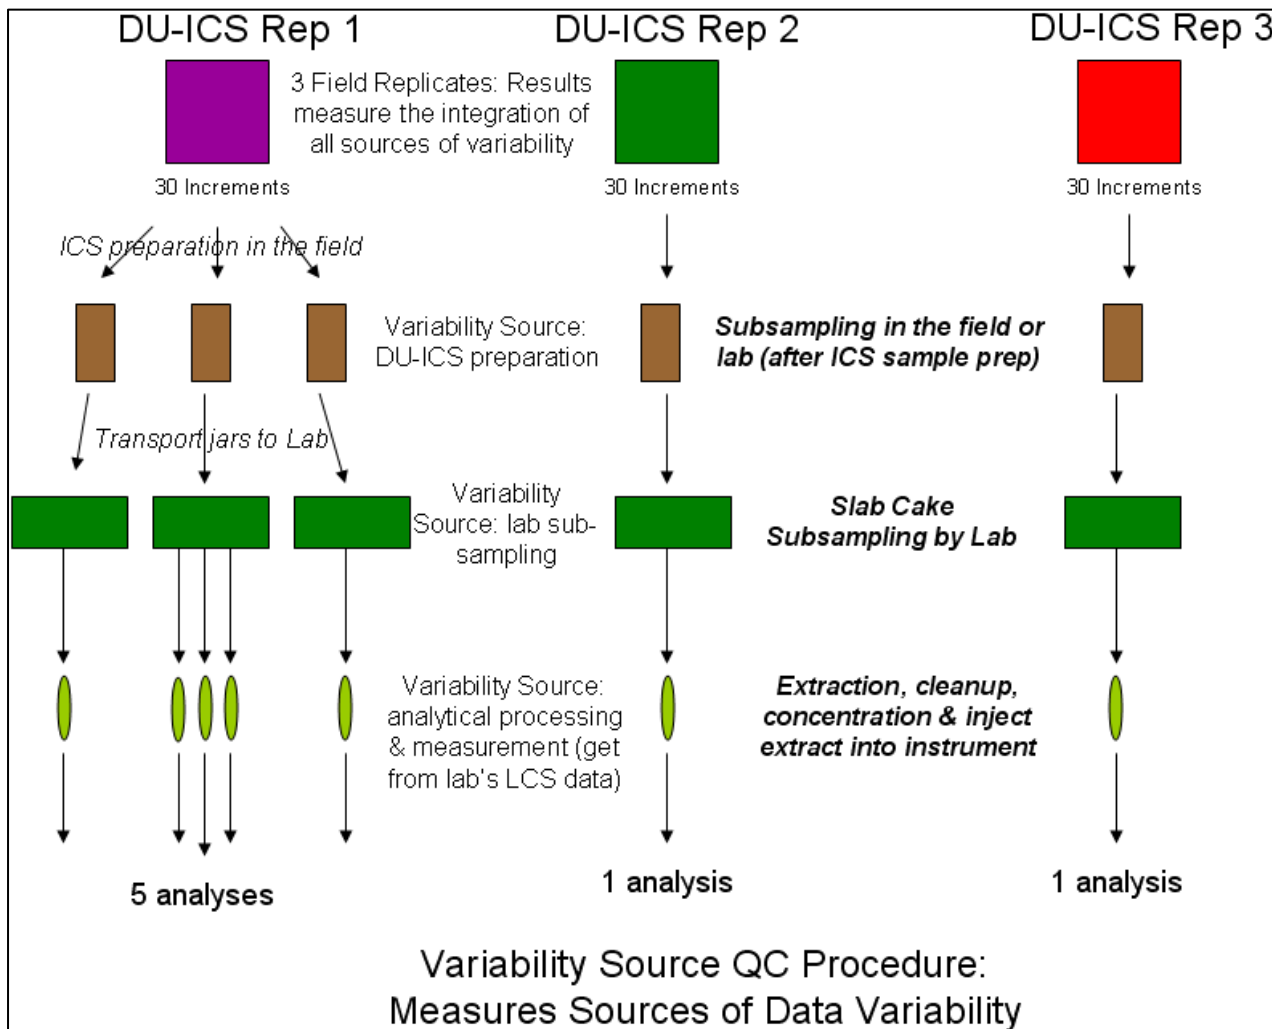 DU-ICS Rep 1
DU-ICS Rep 2
DU-ICS Rep 3
3 Field Replicates: Results
measure the integration of
all sources of variability
30 Increments
30 Increments
30 Increments
ICS preparation in the field
Variability Source:
DU-ICS preparation
Subsampling in the field or
lab (after ICS sample prep)
Transport jars to Lab
Variability
Source: lab sub-
sampling
Slab Cake
Subsampling by Lab
Variability Source:
analytical processing
& measurement (get
from lab's LCS data)
Extraction, cleanup,
concentration & inject
extract into instrument
5 analyses
1 analysis
1 analysis
Variability Source QC Procedure:
Measures Sources of Data Variability